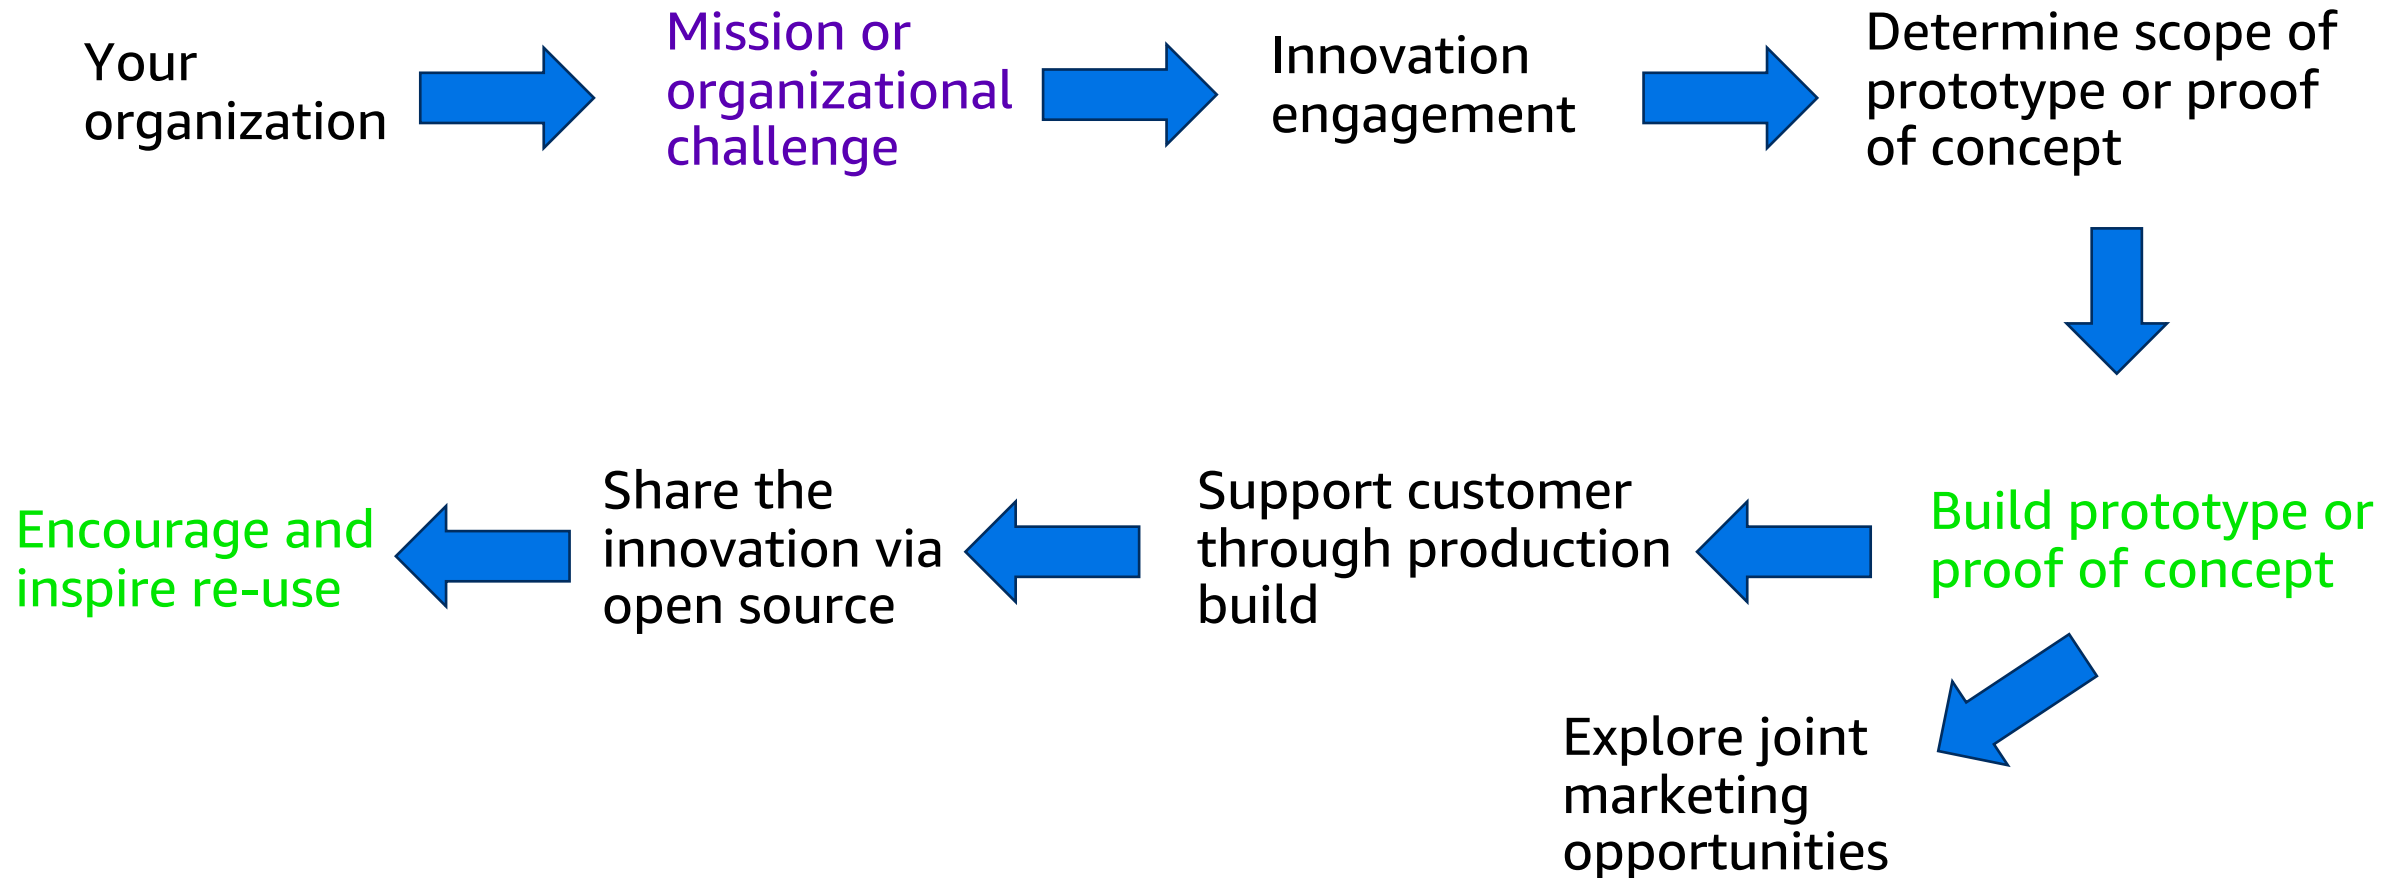 Your
organization
Mission or
organizational
challenge
Innovation
engagement
Determine scope of
prototype or proof
of concept
Build prototype or
proof of concept
Support customer
through production
build
Share the
innovation via
open source
Encourage and
inspire re-use
Explore joint
marketing
opportunities